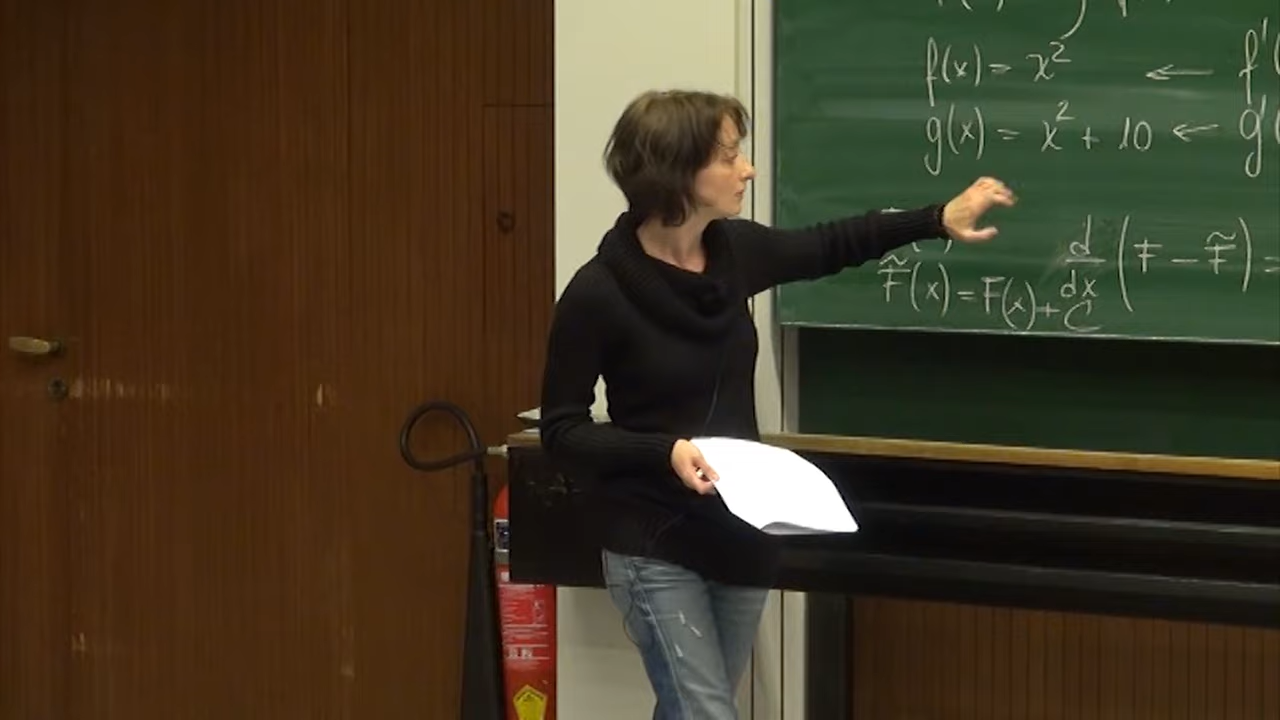 f(x) = x² ← f'(
g(x) = x² + 10 ← g'(
d/dx (F − F̃) =
F̃(x) = F(x) + C